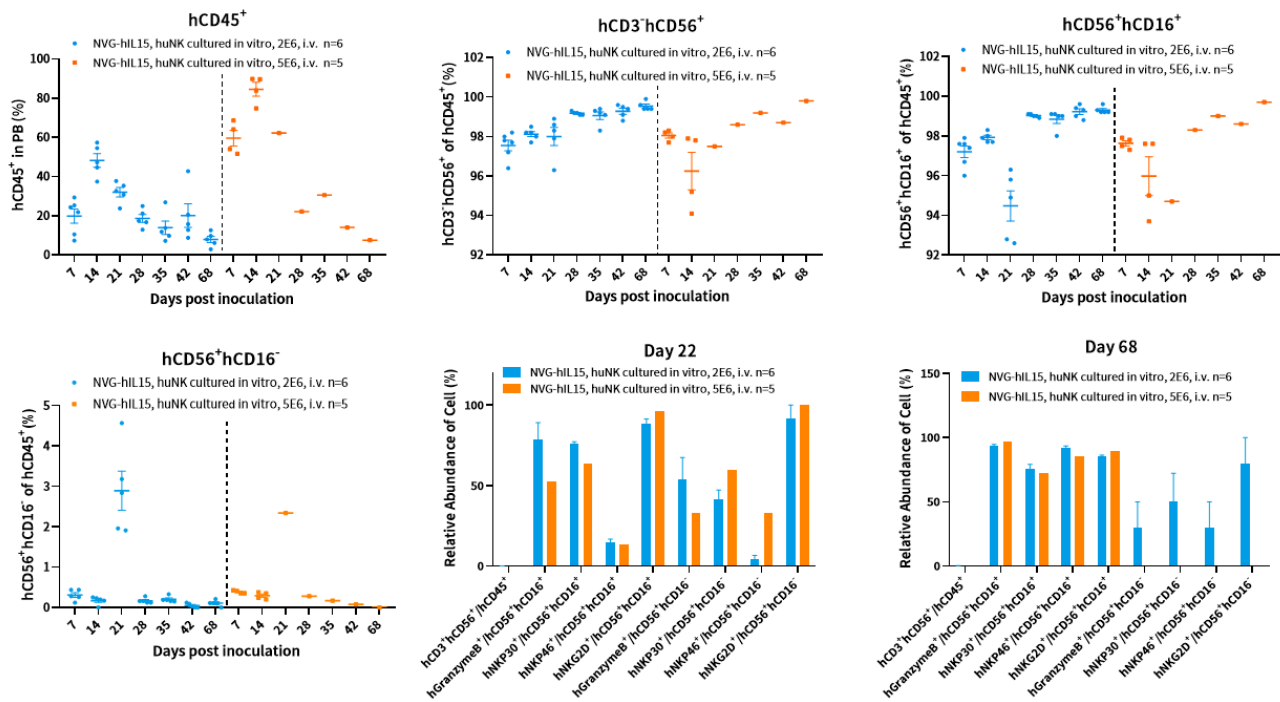 hCD45⁺
NVG-hIL15, huNK cultured in vitro, 2E6, i.v. n=6
NVG-hIL15, huNK cultured in vitro, 5E6, i.v. n=5
hCD45⁺ in PB (%)
100
80
60
40
20
0
7 14 21 28 35 42 68 7 14 21 28 35 42 68
Days post inoculation
hCD3⁻hCD56⁺
NVG-hIL15, huNK cultured in vitro, 2E6, i.v. n=6
NVG-hIL15, huNK cultured in vitro, 5E6, i.v. n=5
hCD3⁻hCD56⁺ of hCD45⁺(%)
102
100
98
96
94
92
7 14 21 28 35 42 68 7 14 21 28 35 42 68
Days post inoculation
hCD56⁺hCD16⁺
NVG-hIL15, huNK cultured in vitro, 2E6, i.v. n=6
NVG-hIL15, huNK cultured in vitro, 5E6, i.v. n=5
hCD56⁺hCD16⁺ of hCD45⁺(%)
102
100
98
96
94
92
7 14 21 28 35 42 68 7 14 21 28 35 42 68
Days post inoculation
hCD56⁺hCD16⁻
NVG-hIL15, huNK cultured in vitro, 2E6, i.v. n=6
NVG-hIL15, huNK cultured in vitro, 5E6, i.v. n=5
hCD56⁺hCD16⁻ of hCD45⁺(%)
5
4
3
2
1
0
7 14 21 28 35 42 68 7 14 21 28 35 42 68
Days post inoculation
Day 22
NVG-hIL15, huNK cultured in vitro, 2E6, i.v. n=6
NVG-hIL15, huNK cultured in vitro, 5E6, i.v. n=5
Relative Abundance of Cell (%)
100
50
0
hCD3⁺hCD56⁺/hCD45⁺
hGranzymeB⁺/hCD56⁺hCD16⁺
hNKP30⁺/hCD56⁺hCD16⁺
hNKP46⁺/hCD56⁺hCD16⁺
hNKG2D⁺/hCD56⁺hCD16⁺
hGranzymeB⁺/hCD56⁺hCD16⁻
hNKP30⁺/hCD56⁺hCD16⁻
hNKP46⁺/hCD56⁺hCD16⁻
hNKG2D⁺/hCD56⁺hCD16⁻
Day 68
NVG-hIL15, huNK cultured in vitro, 2E6, i.v. n=6
NVG-hIL15, huNK cultured in vitro, 5E6, i.v. n=5
Relative Abundance of Cell (%)
150
100
50
0
hCD3⁺hCD56⁺/hCD45⁺
hGranzymeB⁺/hCD56⁺hCD16⁺
hNKP30⁺/hCD56⁺hCD16⁺
hNKP46⁺/hCD56⁺hCD16⁺
hNKG2D⁺/hCD56⁺hCD16⁺
hGranzymeB⁺/hCD56⁺hCD16⁻
hNKP30⁺/hCD56⁺hCD16⁻
hNKP46⁺/hCD56⁺hCD16⁻
hNKG2D⁺/hCD56⁺hCD16⁻